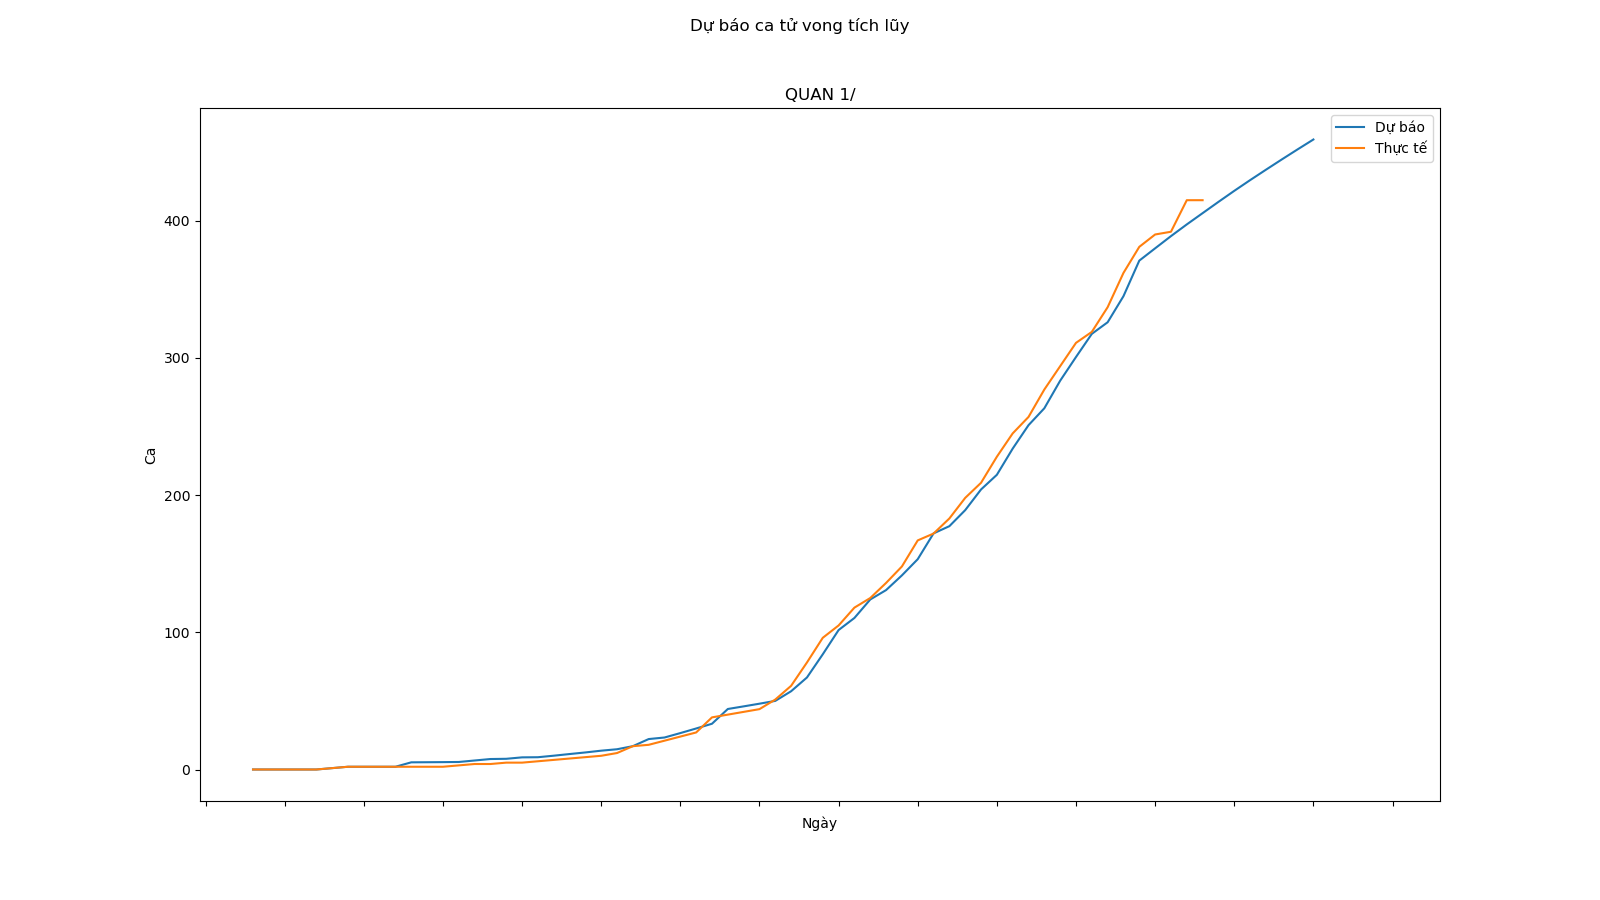 Dự báo ca tử vong tích lũy
QUAN 1/
Dự báo
Thực tế
400
300
200
100
0
Ca
Ngày